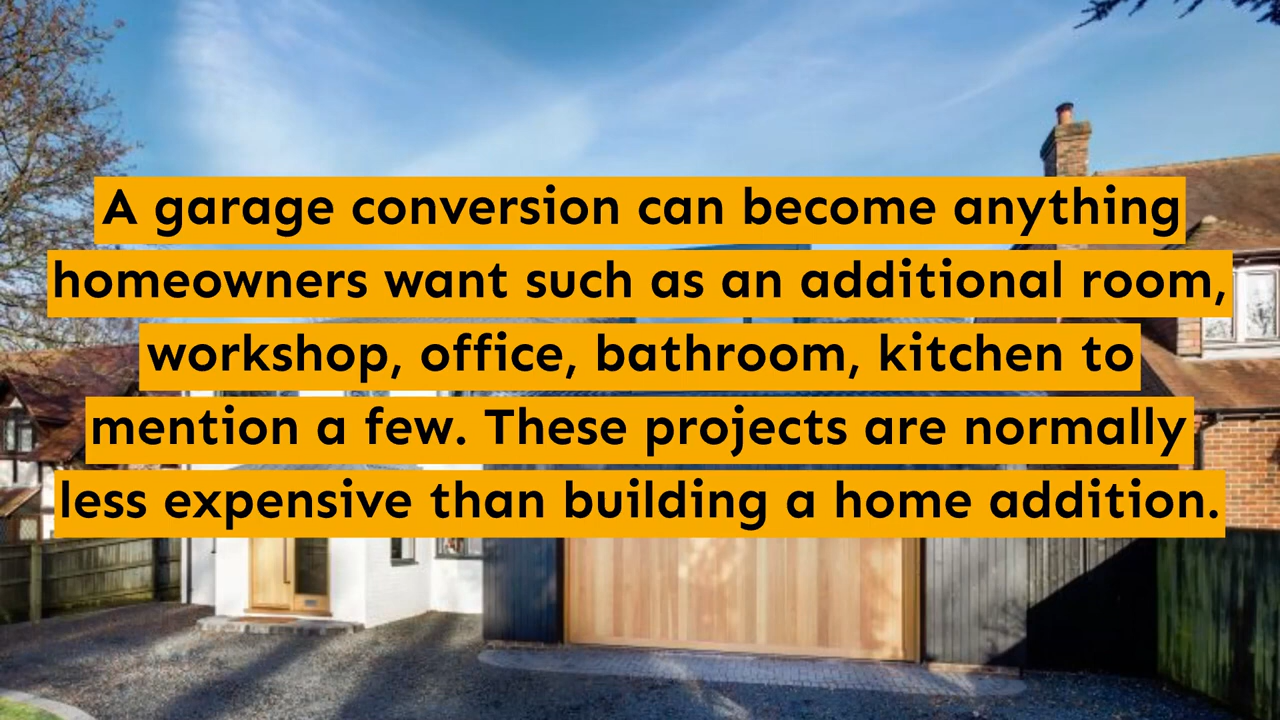 A garage conversion can become anything
homeowners want such as an additional room,
workshop, office, bathroom, kitchen to
mention a few. These projects are normally
less expensive than building a home addition.